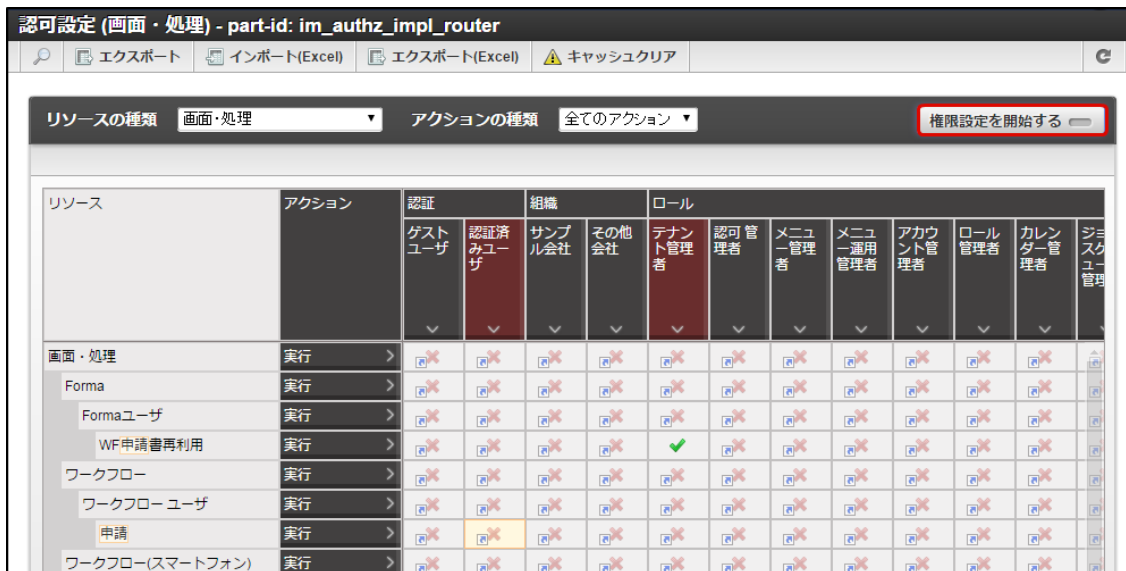 認可設定 (画面・処理) - part-id: im_authz_impl_router
エクスポート インポート(Excel) エクスポート(Excel) キャッシュクリア
リソースの種類 画面・処理 アクションの種類 全てのアクション 権限設定を開始する
リソース アクション 認証 組織 ロール
ゲストユーザ 認証済みユーザ サンプル会社 その他会社 テナント管理者 認可管理者 メニュー管理者 メニュー運用管理者 アカウント管理者 ロール管理者 カレンダー管理者
画面・処理 実行
Forma 実行
Formaユーザ 実行
WF申請書再利用 実行
ワークフロー 実行
ワークフロー ユーザ 実行
申請 実行
ワークフロー(スマートフォン) 実行